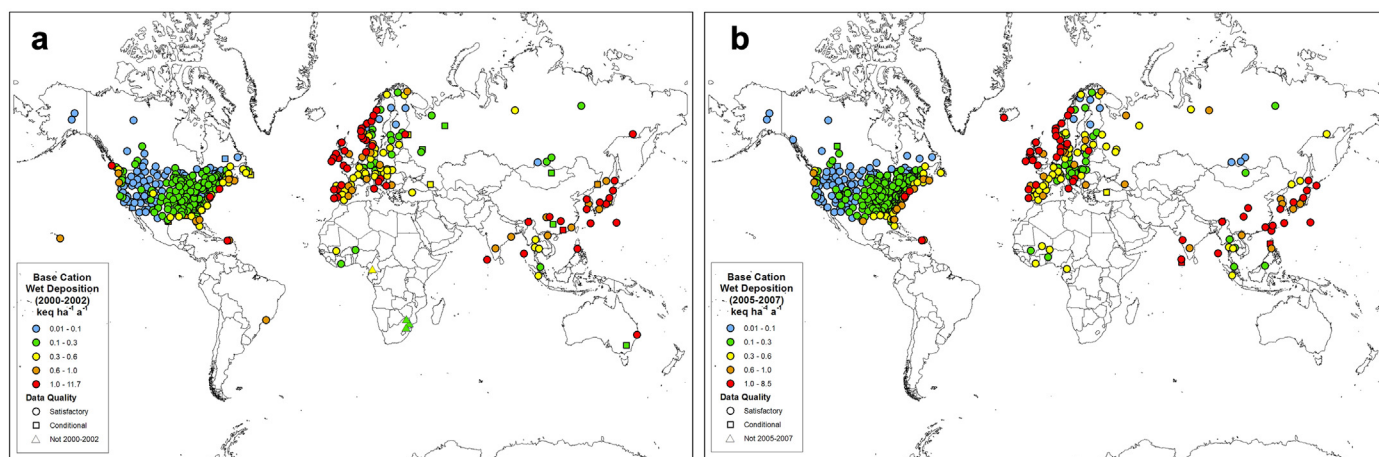 a
Base Cation
Wet Deposition
(2000-2002)
keq ha⁻¹ a⁻¹
0.01 - 0.1
0.1 - 0.3
0.3 - 0.6
0.6 - 1.0
1.0 - 11.7
Data Quality
Satisfactory
Conditional
Not 2000-2002
b
Base Cation
Wet Deposition
(2005-2007)
keq ha⁻¹ a⁻¹
0.01 - 0.1
0.1 - 0.3
0.3 - 0.6
0.6 - 1.0
1.0 - 8.5
Data Quality
Satisfactory
Conditional
Not 2005-2007